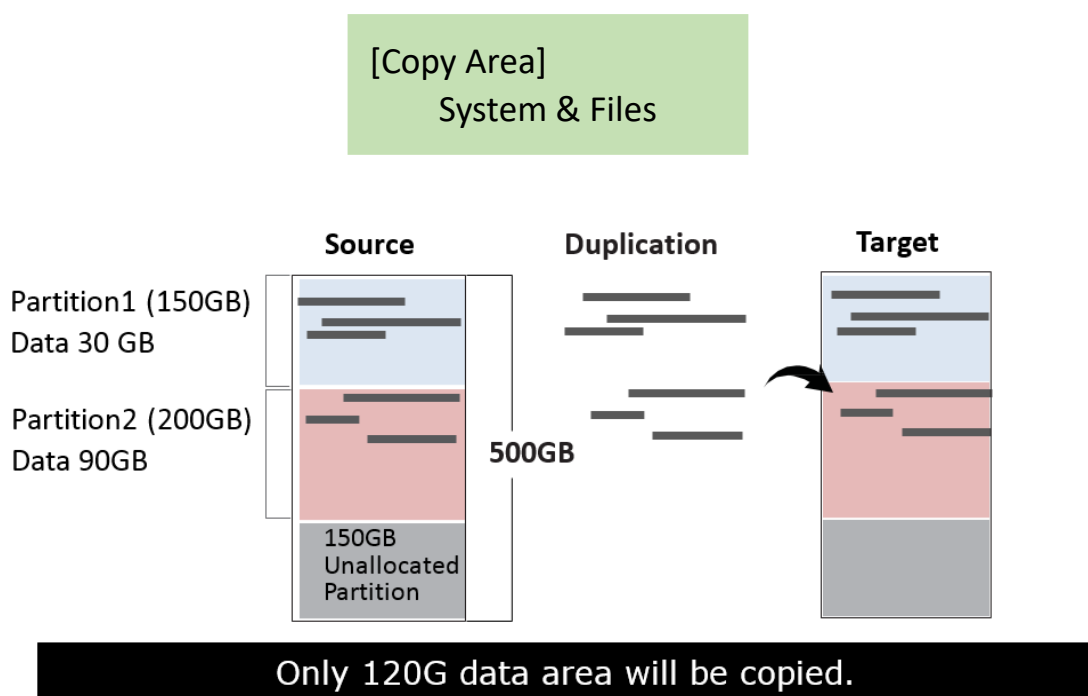 [Copy Area]
System & Files
Source
Duplication
Target
Partition1 (150GB)
Data 30 GB
Partition2 (200GB)
Data 90GB
500GB
150GB
Unallocated
Partition
Only 120G data area will be copied.